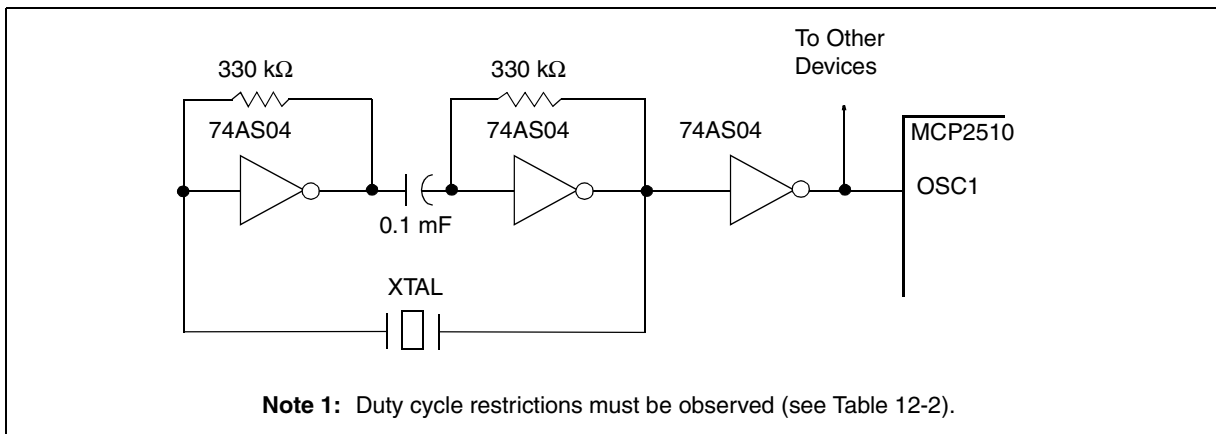 To Other
Devices
330 kΩ
330 kΩ
74AS04
74AS04
74AS04
MCP2510
OSC1
0.1 mF
XTAL
Note 1: Duty cycle restrictions must be observed (see Table 12-2).